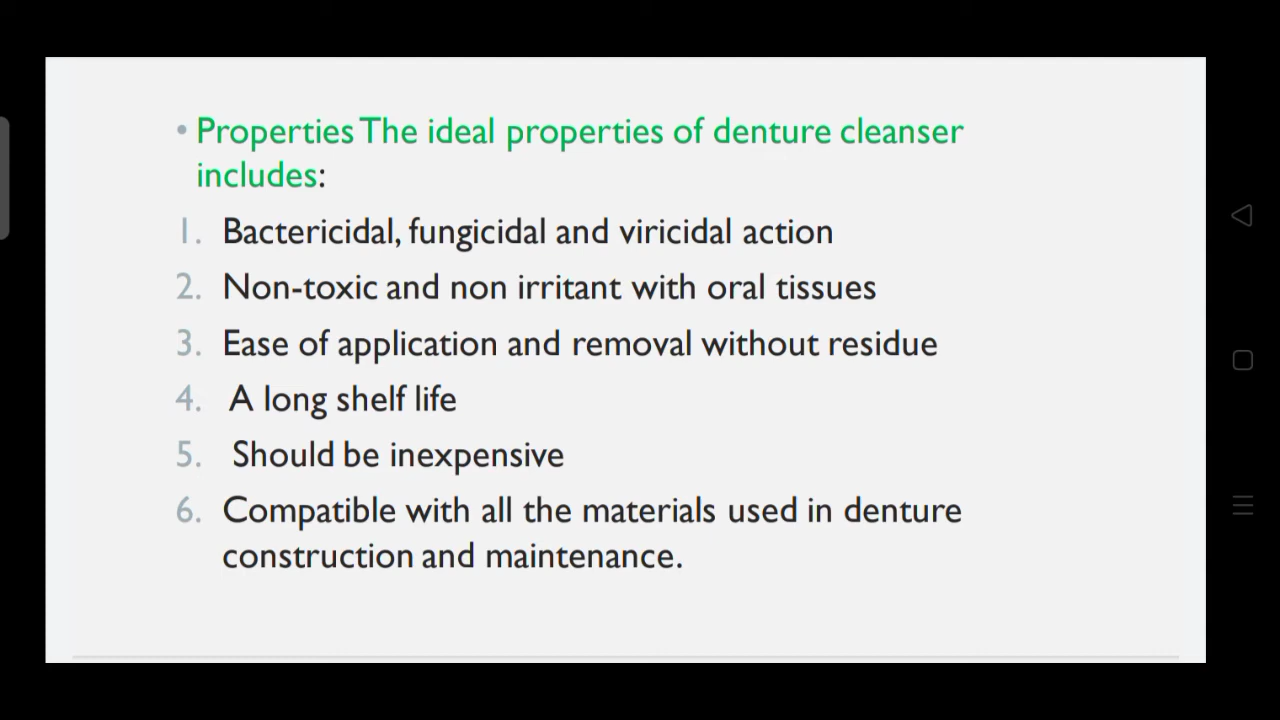 • Properties The ideal properties of denture cleanser
includes:
1. Bactericidal, fungicidal and viricidal action
2. Non-toxic and non irritant with oral tissues
3. Ease of application and removal without residue
4. A long shelf life
5. Should be inexpensive
6. Compatible with all the materials used in denture
construction and maintenance.